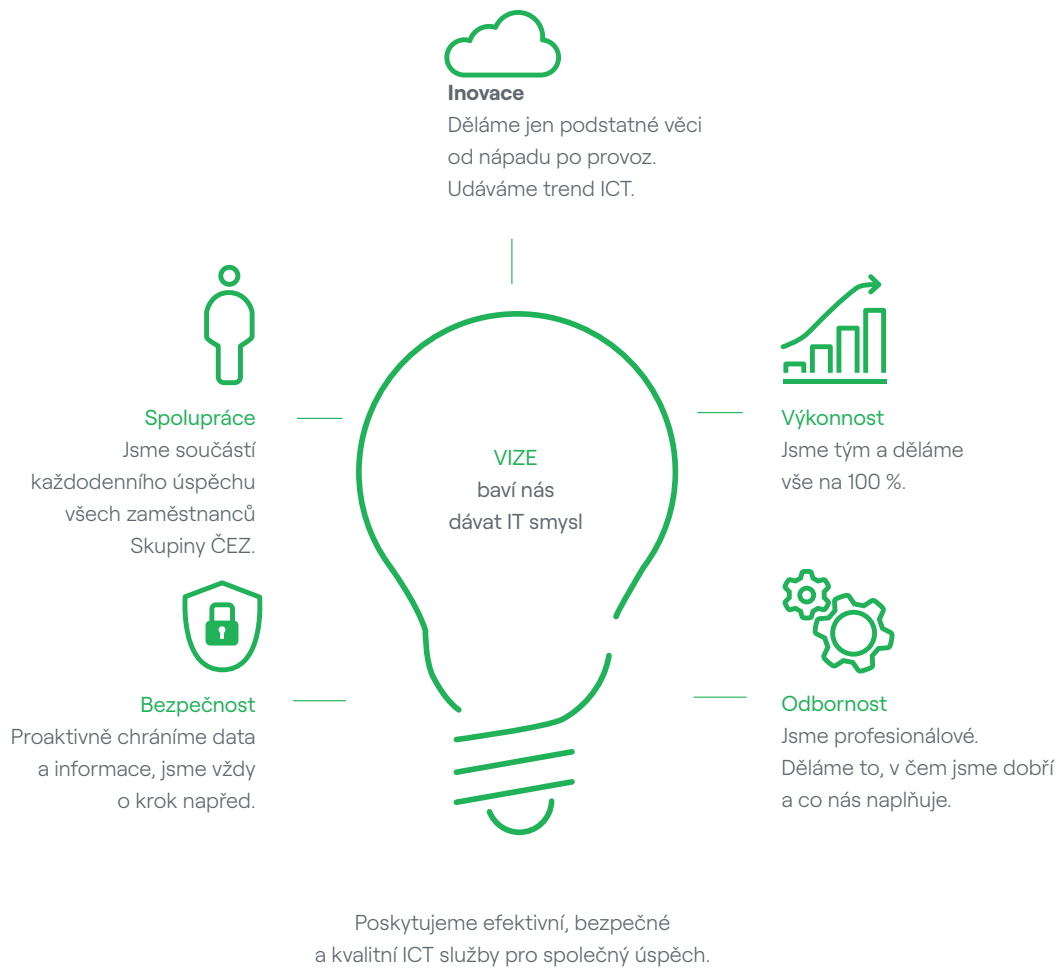 Inovace
Děláme jen podstatné věci
od nápadu po provoz.
Udáváme trend ICT.
Spolupráce
Jsme součástí
každodenního úspěchu
všech zaměstnanců
Skupiny ČEZ.
VIZE
baví nás
dávat IT smysl
Výkonnost
Jsme tým a děláme
vše na 100 %.
Bezpečnost
Proaktivně chráníme data
a informace, jsme vždy
o krok napřed.
Odbornost
Jsme profesionálové.
Děláme to, v čem jsme dobří
a co nás naplňuje.
Poskytujeme efektivní, bezpečné
a kvalitní ICT služby pro společný úspěch.